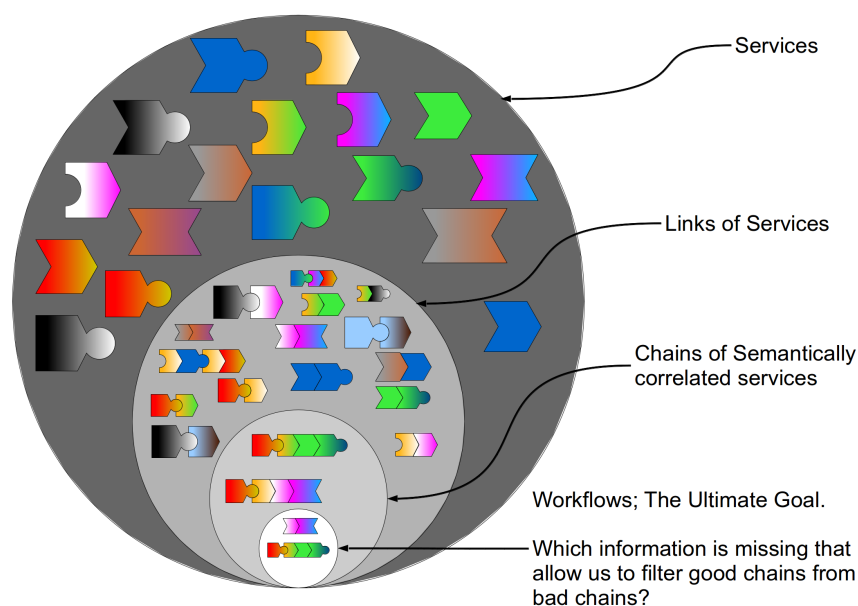 Services
Links of Services
Chains of Semantically
correlated services
Workflows; The Ultimate Goal.
Which information is missing that
allow us to filter good chains from
bad chains?